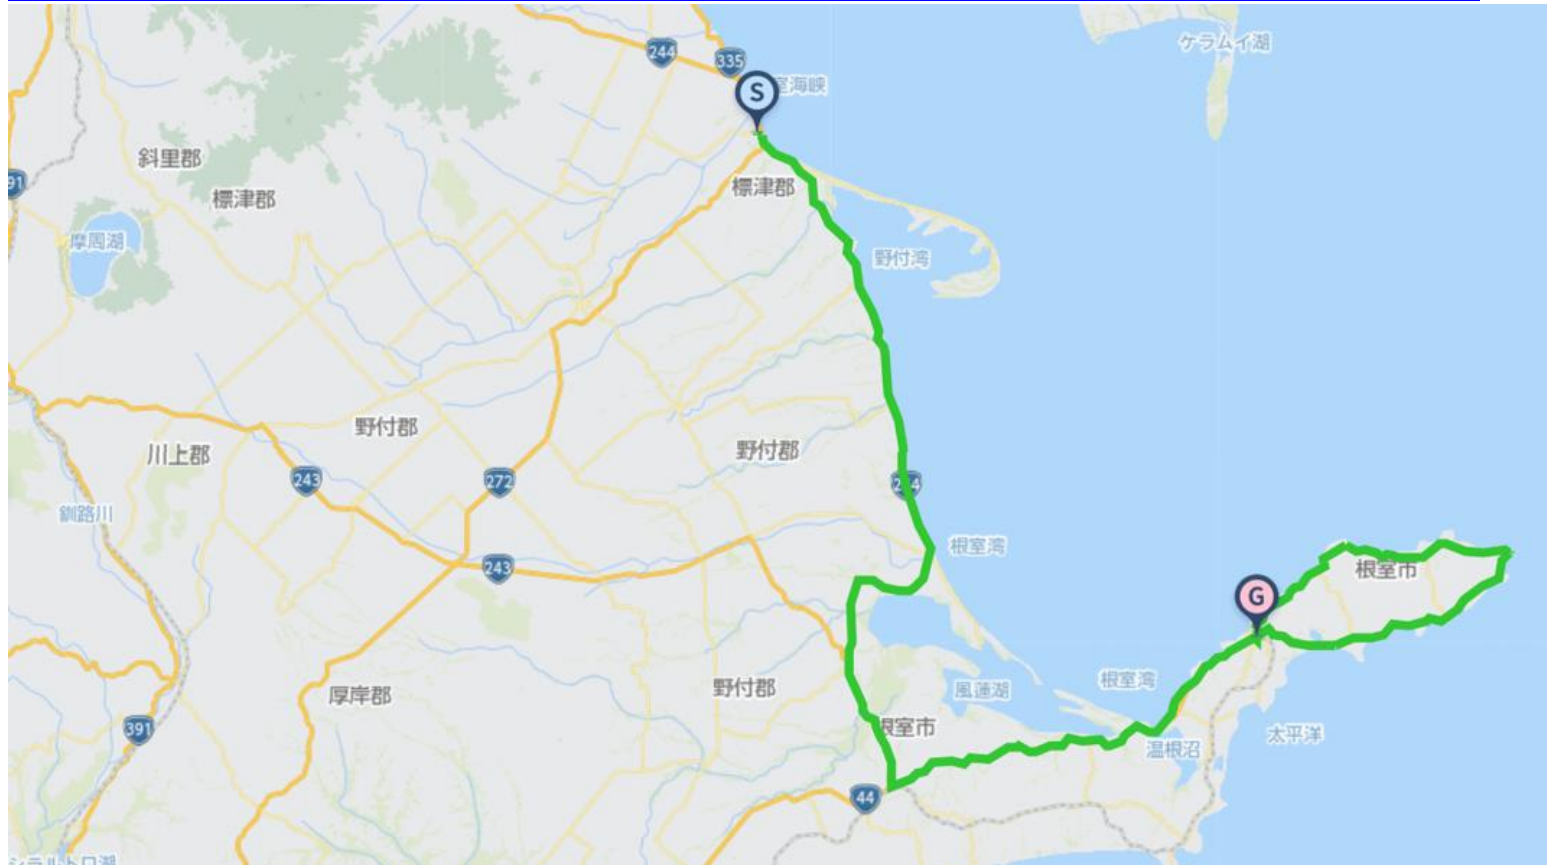 244
335
ケラムイ湖
S
室海峡
斜里郡
91
標津郡
標津郡
摩周湖
野付湾
野付郡
川上郡
野付郡
243
272
釧路川
根室湾
243
根室市
G
厚岸郡
野付郡
風蓮湖
根室湾
391
根室市
温根沼
太平洋
44